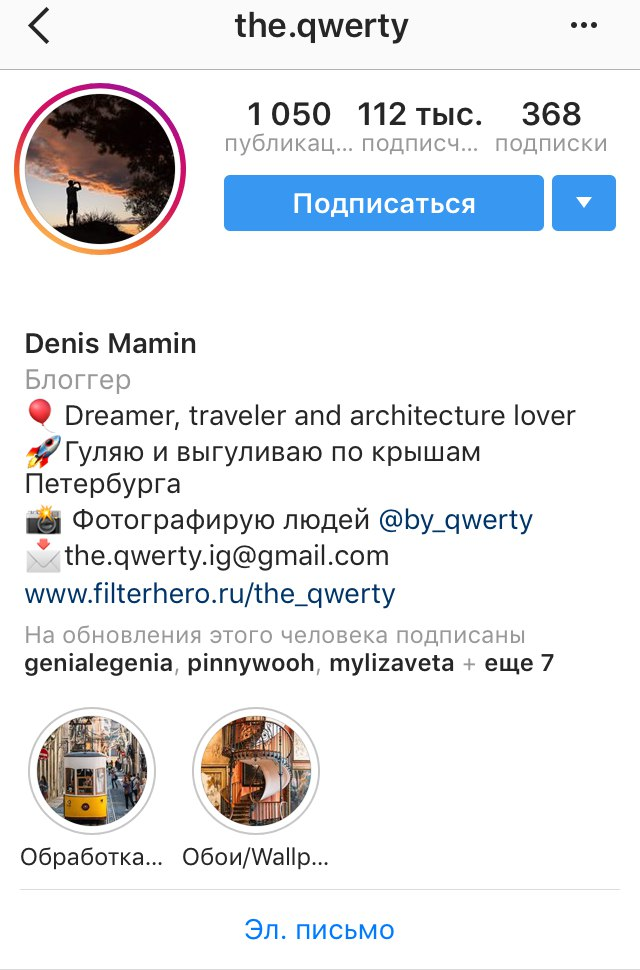 the.qwerty
1 050 112 тыс. 368
публикац... подписч... подписки
Подписаться
Denis Mamin
Блоггер
🎈 Dreamer, traveler and architecture lover
🚀Гуляю и выгуливаю по крышам
Петербурга
📸 Фотографирую людей @by_qwerty
📩the.qwerty.ig@gmail.com
www.filterhero.ru/the_qwerty
На обновления этого человека подписаны
genialegenia, pinnywooh, mylizaveta + еще 7
Обработка... Обои/Wallp...
Эл. письмо